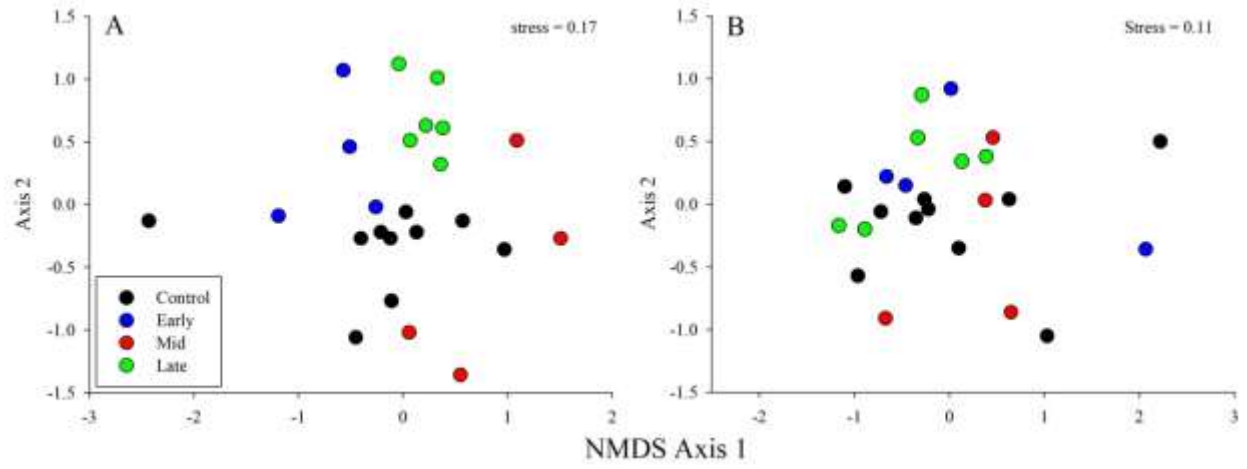 A
stress = 0.17
1.5
1.0
0.5
0.0
-0.5
-1.0
-1.5
Axis 2
Control
Early
Mid
Late
-3
-2
-1
0
1
2
B
Stress = 0.11
1.5
1.0
0.5
0.0
-0.5
-1.0
-1.5
Axis 2
-2
-1
0
1
2
3
NMDS Axis 1